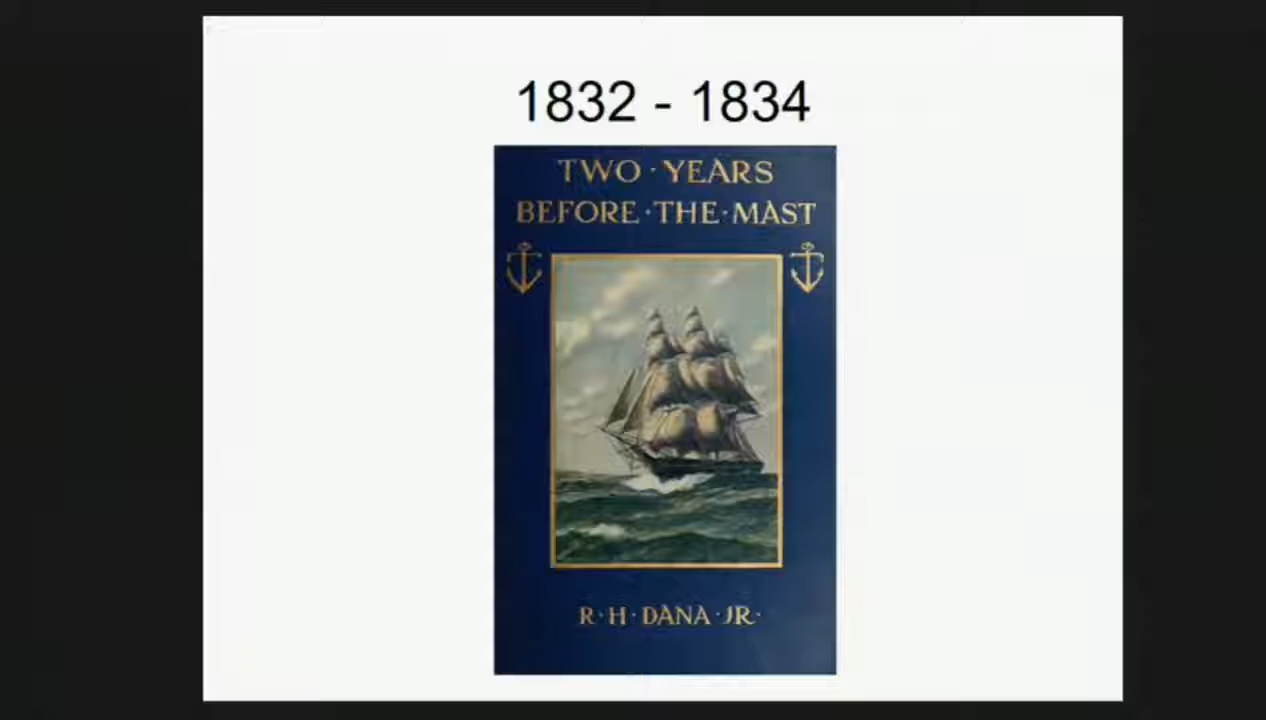 1832 - 1834
TWO · YEARS
BEFORE · THE · MAST
R · H · DANA · JR ·